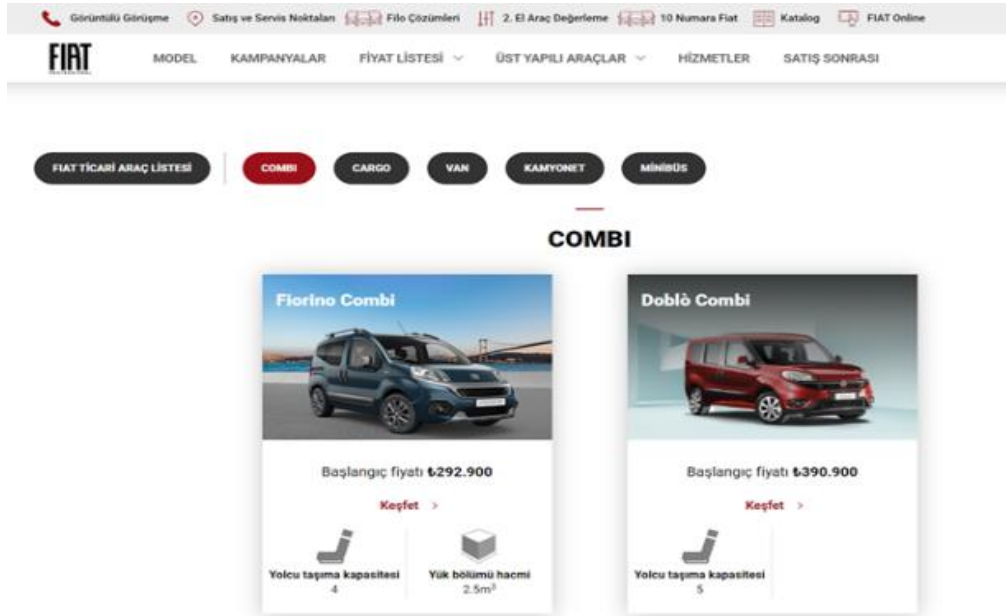 Görüntülü Görüşme Satış ve Servis Noktaları Filo Çözümleri 2. El Araç Değerleme 10 Numara Fiat Katalog FIAT Online
FIAT MODEL KAMPANYALAR FİYAT LİSTESİ ÜST YAPILI ARAÇLAR HİZMETLER SATIŞ SONRASI
FIAT TİCARİ ARAÇ LİSTESİ COMBI CARGO VAN KAMYONET MİNİBÜS
COMBI
Fiorino Combi Doblò Combi
Başlangıç fiyatı ₺292.900 Başlangıç fiyatı ₺390.900
Keşfet > Keşfet >
Yolcu taşıma kapasitesi Yük bölümü hacmi Yolcu taşıma kapasitesi
4 2.5m³ 5